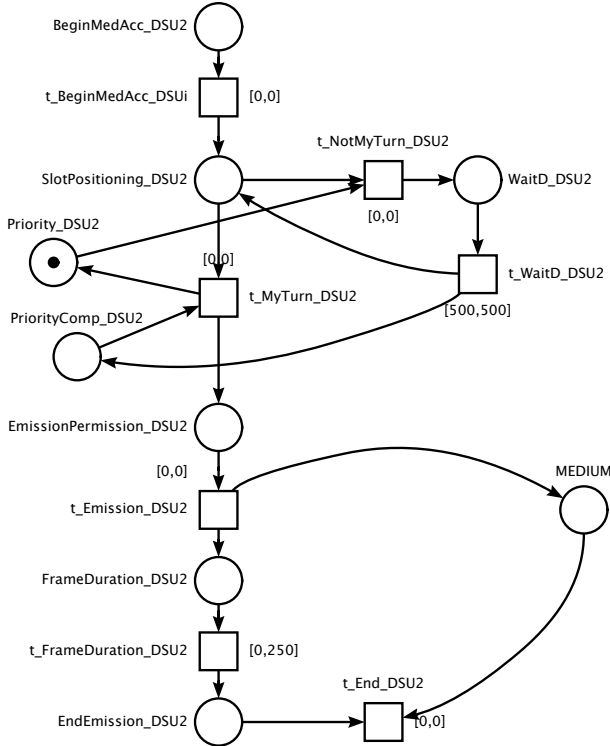 BeginMedAcc_DSU2
t_BeginMedAcc_DSUi
[0,0]
t_NotMyTurn_DSU2
SlotPositioning_DSU2
WaitD_DSU2
[0,0]
Priority_DSU2
[0,0]
t_WaitD_DSU2
t_MyTurn_DSU2
[500,500]
PriorityComp_DSU2
EmissionPermission_DSU2
[0,0]
MEDIUM
t_Emission_DSU2
FrameDuration_DSU2
t_FrameDuration_DSU2
[0,250]
t_End_DSU2
EndEmission_DSU2
[0,0]